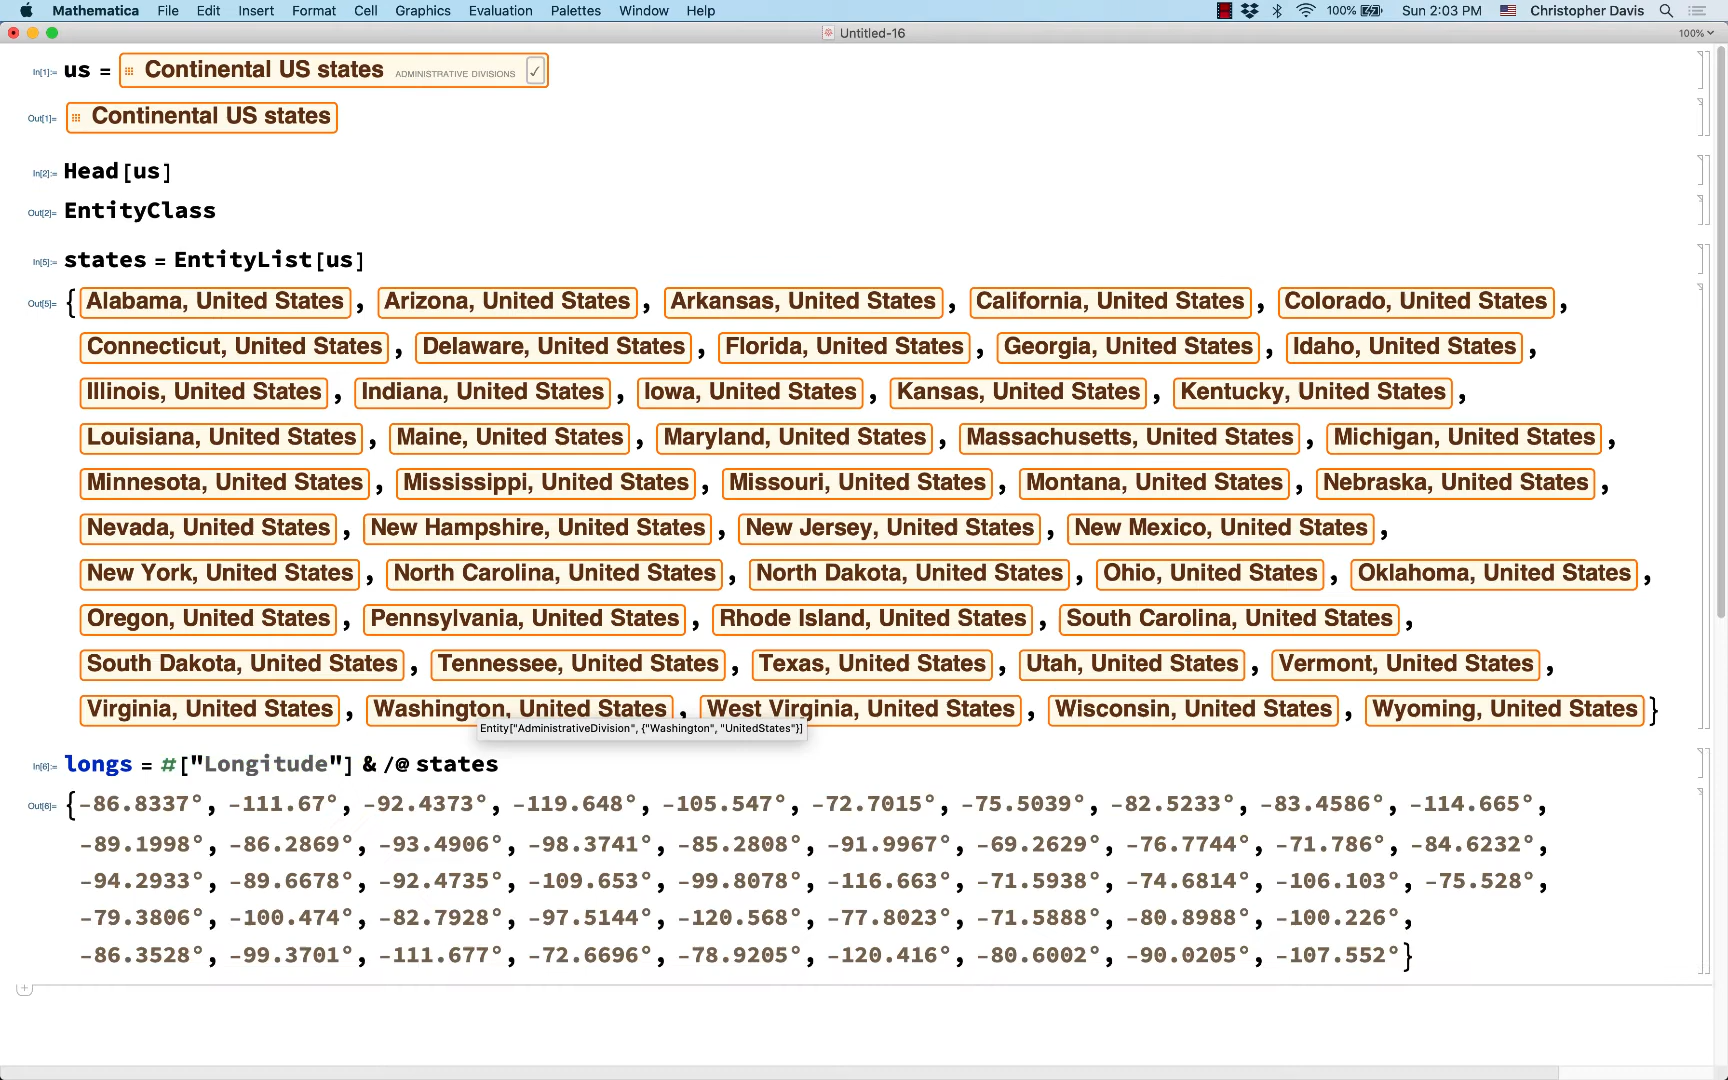 Mathematica File Edit Insert Format Cell Graphics Evaluation Palettes Window Help 100% Sun 2:03 PM Christopher Davis
Untitled-16 100%
In[1]:= us = Continental US states ADMINISTRATIVE DIVISIONS ✓
Out[1]= Continental US states
In[2]:= Head[us]
Out[2]= EntityClass
In[5]:= states = EntityList[us]
Out[5]= {Alabama, United States, Arizona, United States, Arkansas, United States, California, United States, Colorado, United States,
Connecticut, United States, Delaware, United States, Florida, United States, Georgia, United States, Idaho, United States,
Illinois, United States, Indiana, United States, Iowa, United States, Kansas, United States, Kentucky, United States,
Louisiana, United States, Maine, United States, Maryland, United States, Massachusetts, United States, Michigan, United States,
Minnesota, United States, Mississippi, United States, Missouri, United States, Montana, United States, Nebraska, United States,
Nevada, United States, New Hampshire, United States, New Jersey, United States, New Mexico, United States,
New York, United States, North Carolina, United States, North Dakota, United States, Ohio, United States, Oklahoma, United States,
Oregon, United States, Pennsylvania, United States, Rhode Island, United States, South Carolina, United States,
South Dakota, United States, Tennessee, United States, Texas, United States, Utah, United States, Vermont, United States,
Virginia, United States, Washington, United States, West Virginia, United States, Wisconsin, United States, Wyoming, United States}
Entity["AdministrativeDivision", {"Washington", "UnitedStates"}]
In[6]:= longs = #["Longitude"] & /@ states
Out[6]= {-86.8337°, -111.67°, -92.4373°, -119.648°, -105.547°, -72.7015°, -75.5039°, -82.5233°, -83.4586°, -114.665°,
-89.1998°, -86.2869°, -93.4906°, -98.3741°, -85.2808°, -91.9967°, -69.2629°, -76.7744°, -71.786°, -84.6232°,
-94.2933°, -89.6678°, -92.4735°, -109.653°, -99.8078°, -116.663°, -71.5938°, -74.6814°, -106.103°, -75.528°,
-79.3806°, -100.474°, -82.7928°, -97.5144°, -120.568°, -77.8023°, -71.5888°, -80.8988°, -100.226°,
-86.3528°, -99.3701°, -111.677°, -72.6696°, -78.9205°, -120.416°, -80.6002°, -90.0205°, -107.552°}